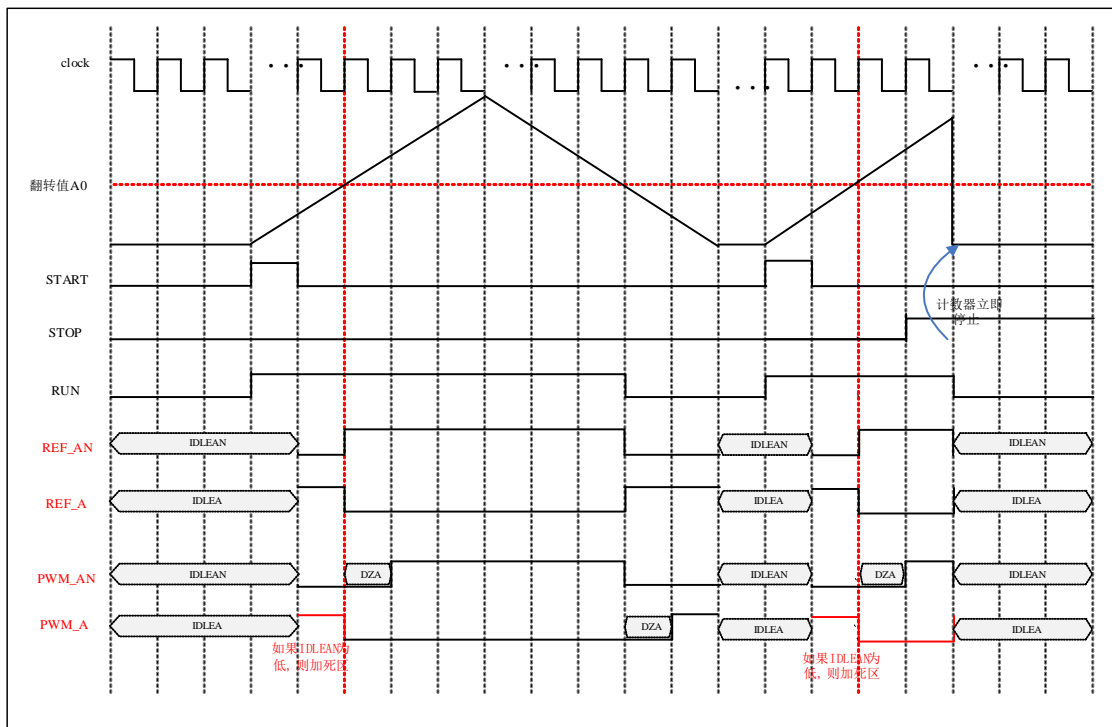 clock
翻转值A0
START
计数器立即
停止
STOP
RUN
REF_AN
IDLEAN
IDLEAN
IDLEAN
REF_A
IDLEA
IDLEA
IDLEA
PWM_AN
IDLEAN
DZA
IDLEAN
DZA
IDLEAN
PWM_A
IDLEA
DZA
IDLEA
IDLEA
如果IDLEAN为
低, 则加死区
如果IDLEAN为
低, 则加死区